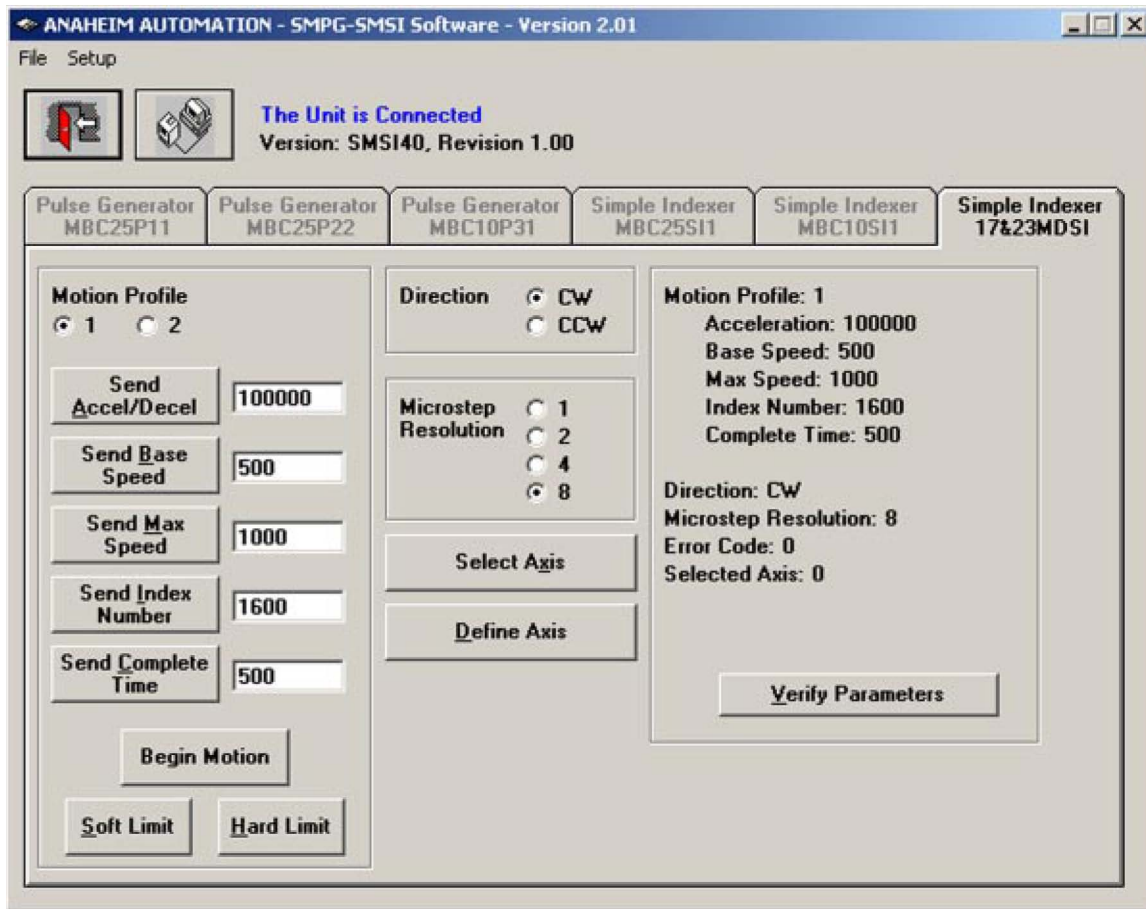 ANAHEIM AUTOMATION - SMPG-SMSI Software - Version 2.01
File Setup
The Unit is Connected
Version: SMSI40, Revision 1.00
Pulse Generator
MBC25P11
Pulse Generator
MBC25P22
Pulse Generator
MBC10P31
Simple Indexer
MBC25SI1
Simple Indexer
MBC10SI1
Simple Indexer
17&23MDSI
Motion Profile
1 2
Send
Accel/Decel
100000
Send Base
Speed
500
Send Max
Speed
1000
Send Index
Number
1600
Send Complete
Time
500
Begin Motion
Soft Limit
Hard Limit
Direction
CW
CCW
Microstep
Resolution
1
2
4
8
Select Axis
Define Axis
Motion Profile: 1
Acceleration: 100000
Base Speed: 500
Max Speed: 1000
Index Number: 1600
Complete Time: 500
Direction: CW
Microstep Resolution: 8
Error Code: 0
Selected Axis: 0
Verify Parameters